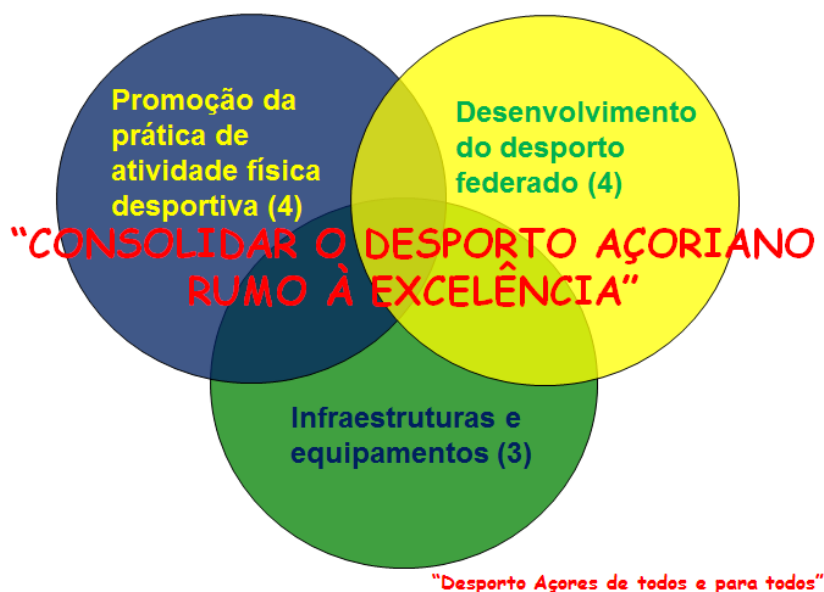 Promoção da
prática de
atividade física
desportiva (4)
Desenvolvimento
do desporto
federado (4)
“CONSOLIDAR O DESPORTO AÇORIANO
RUMO À EXCELÊNCIA”
Infraestruturas e
equipamentos (3)
“Desporto Açores de todos e para todos”